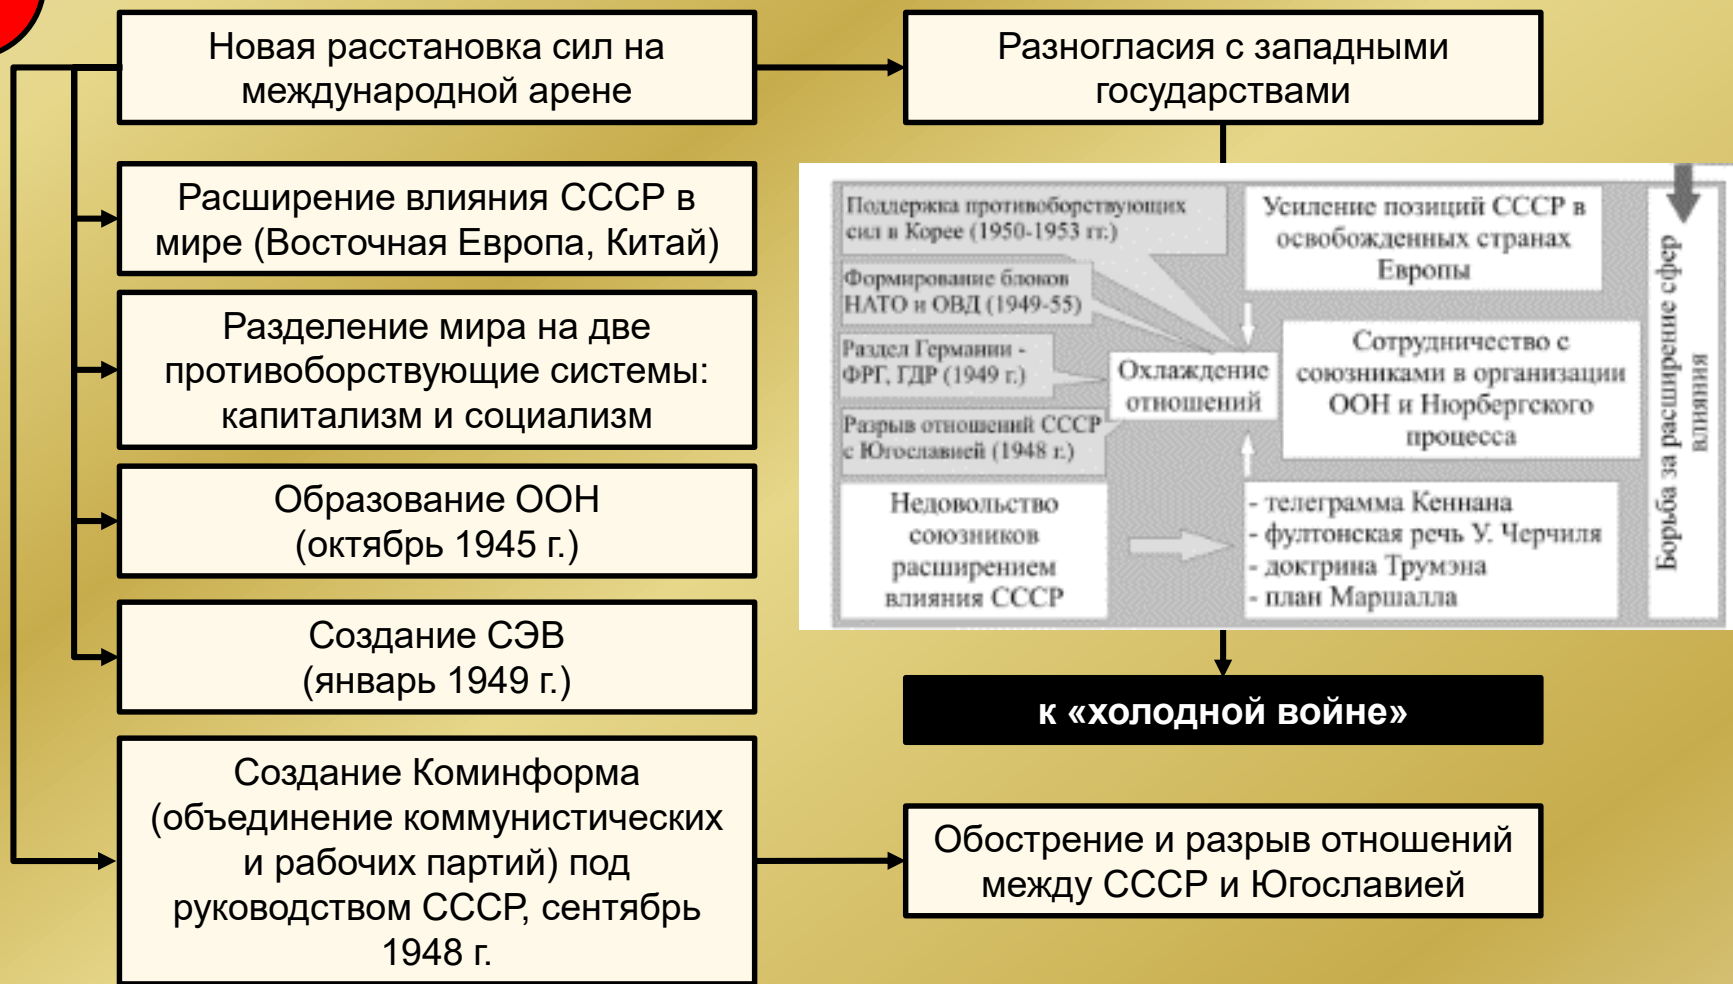 Новая расстановка сил на
международной арене
Разногласия с западными
государствами
Расширение влияния СССР в
мире (Восточная Европа, Китай)
Разделение мира на две
противоборствующие системы:
капитализм и социализм
Образование ООН
(октябрь 1945 г.)
Создание СЭВ
(январь 1949 г.)
Создание Коминформа
(объединение коммунистических
и рабочих партий) под
руководством СССР, сентябрь
1948 г.
Поддержка противоборствующих
сил в Корее (1950-1953 гг.)
Формирование блоков
НАТО и ОВД (1949-55)
Раздел Германии -
ФРГ, ГДР (1949 г.)
Разрыв отношений СССР
с Югославией (1948 г.)
Охлаждение
отношений
Усиление позиций СССР в
освобожденных странах
Европы
Сотрудничество с
союзниками в организации
ООН и Нюрбергского
процесса
Недовольство
союзников
расширением
влияния СССР
- телеграмма Кеннана
- фултонская речь У. Черчиля
- доктрина Трумэна
- план Маршалла
Борьба за расширение сфер
влияния
к «холодной войне»
Обострение и разрыв отношений
между СССР и Югославией